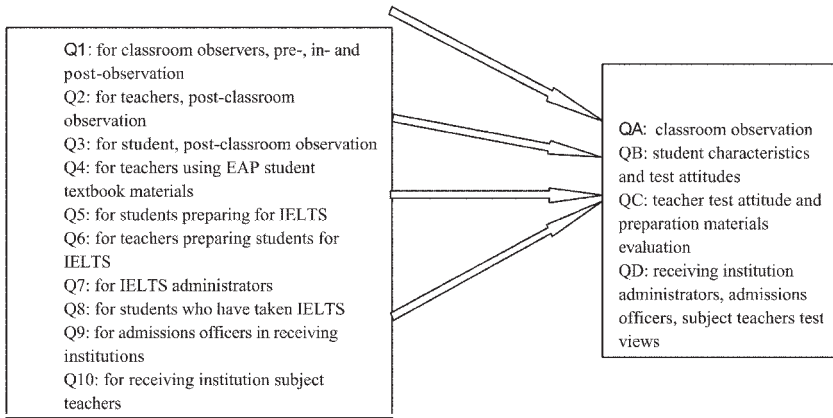 Q1: for classroom observers, pre-, in- and
post-observation
Q2: for teachers, post-classroom
observation
Q3: for student, post-classroom observation
Q4: for teachers using EAP student
textbook materials
Q5: for students preparing for IELTS
Q6: for teachers preparing students for
IELTS
Q7: for IELTS administrators
Q8: for students who have taken IELTS
Q9: for admissions officers in receiving
institutions
Q10: for receiving institution subject
teachers
QA: classroom observation
QB: student characteristics
and test attitudes
QC: teacher test attitude and
preparation materials
evaluation
QD: receiving institution
administrators, admissions
officers, subject teachers test
views